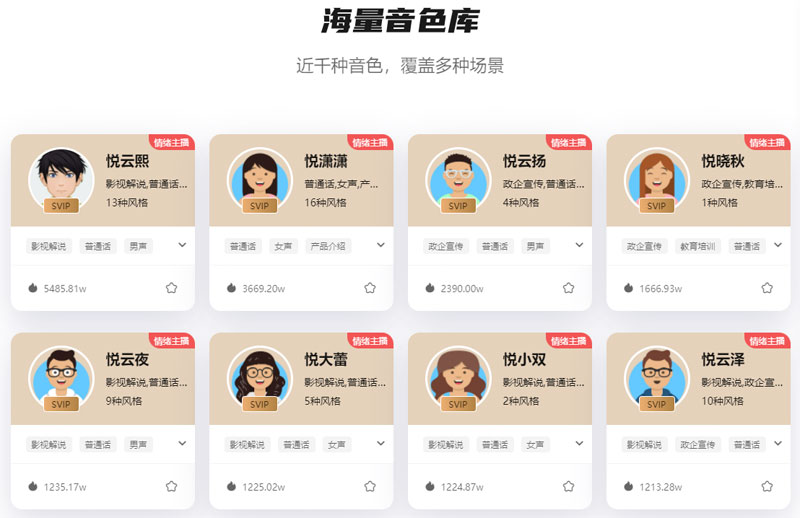 海量音色库
近千种音色，覆盖多种场景
情绪主播
悦云熙
影视解说,普通话...
13种风格
SVIP
影视解说 普通话 男声
5485.81w
情绪主播
悦潇潇
普通话,女声,产...
16种风格
SVIP
普通话 女声 产品介绍
3669.20w
情绪主播
悦云扬
政企宣传,普通话...
4种风格
SVIP
政企宣传 普通话 男声
2390.00w
情绪主播
悦晓秋
政企宣传,教育培...
1种风格
SVIP
政企宣传 教育培训 普通话
1666.93w
情绪主播
悦云夜
影视解说,普通话...
9种风格
SVIP
影视解说 普通话 男声
1235.17w
情绪主播
悦大蕾
影视解说,普通话...
5种风格
SVIP
影视解说 普通话 女声
1225.02w
情绪主播
悦小双
影视解说,普通话...
2种风格
SVIP
影视解说 普通话 女声
1224.87w
情绪主播
悦云泽
影视解说,政企宣...
10种风格
SVIP
影视解说 政企宣传 普通话
1213.28w